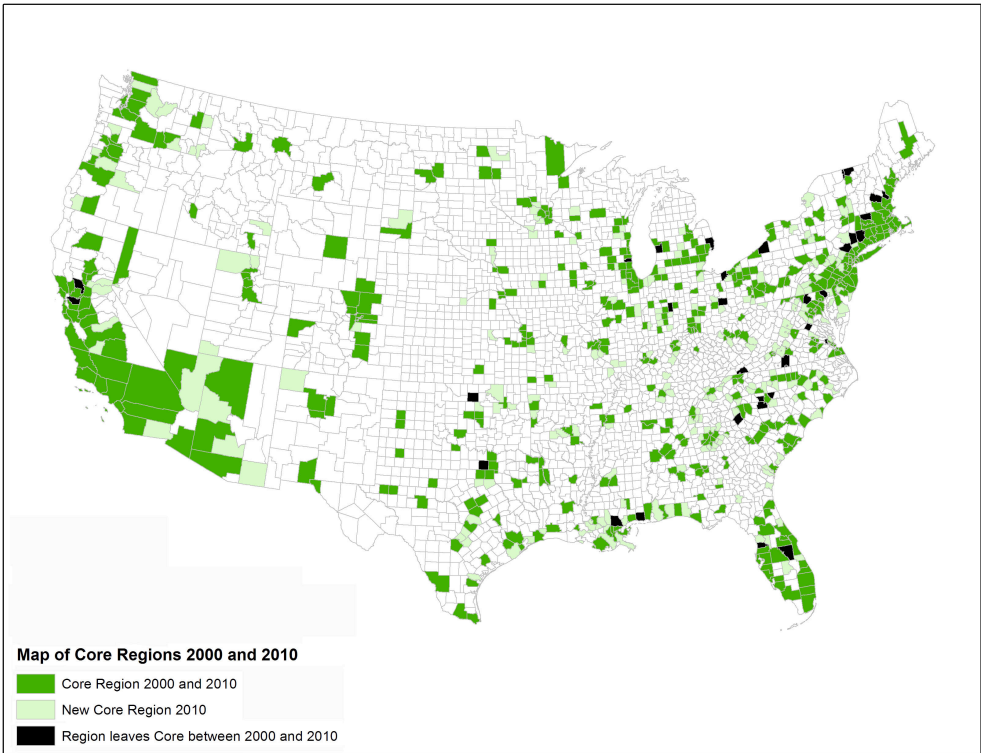 Map of Core Regions 2000 and 2010
Core Region 2000 and 2010
New Core Region 2010
Region leaves Core between 2000 and 2010